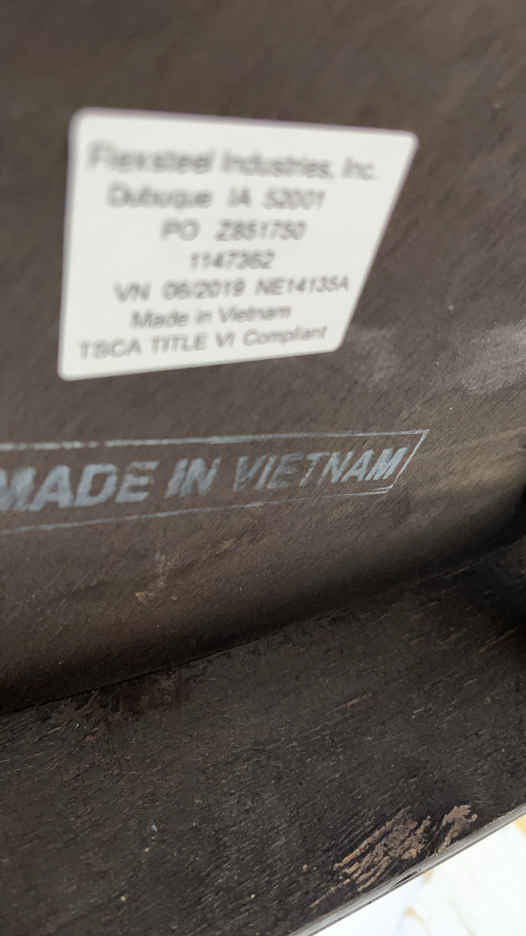 Flexsteel Industries, Inc.
Dubuque IA 52001
PO Z851750
1147362
VN 06/2019 NE14135A
Made in Vietnam
TSCA TITLE VI Compliant
MADE IN VIETNAM